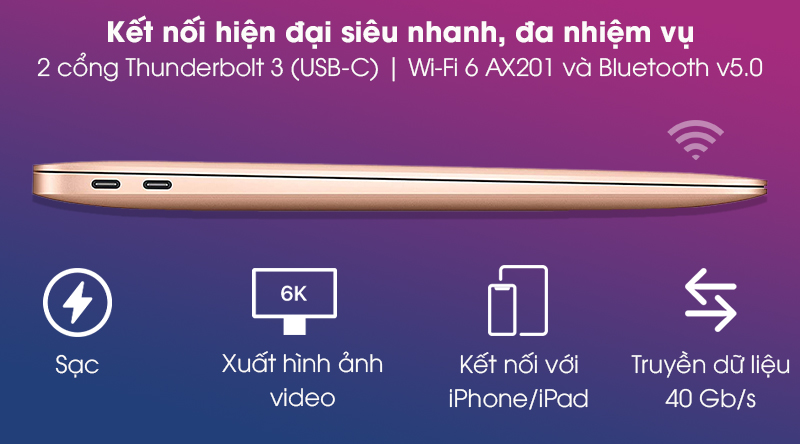 Kết nối hiện đại siêu nhanh, đa nhiệm vụ
2 cổng Thunderbolt 3 (USB-C) | Wi-Fi 6 AX201 và Bluetooth v5.0
6K
Sạc
Xuất hình ảnh
video
Kết nối với
iPhone/iPad
Truyền dữ liệu
40 Gb/s